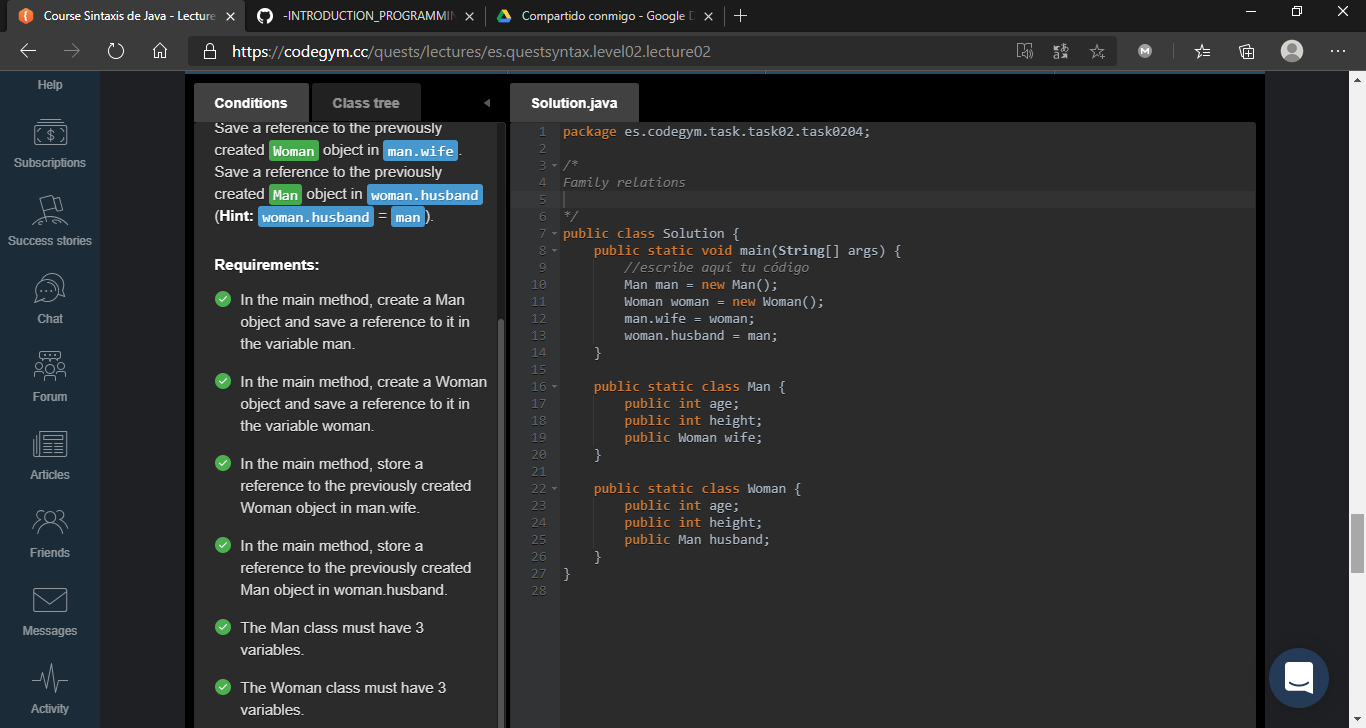 Course Sintaxis de Java - Lecture
-INTRODUCTION_PROGRAMMIN
Compartido conmigo - Google D
https://codegym.cc/quests/lectures/es.questsyntax.level02.lecture02
M
Help
Subscriptions
Success stories
Chat
Forum
Articles
Friends
Messages
Activity
Conditions
Class tree
Save a reference to the previously
created Woman object in man.wife.
Save a reference to the previously
created Man object in woman.husband
(Hint: woman.husband = man).
Requirements:
In the main method, create a Man
object and save a reference to it in
the variable man.
In the main method, create a Woman
object and save a reference to it in
the variable woman.
In the main method, store a
reference to the previously created
Woman object in man.wife.
In the main method, store a
reference to the previously created
Man object in woman.husband.
The Man class must have 3
variables.
The Woman class must have 3
variables.
Solution.java
1 package es.codegym.task.task02.task0204;
2
3 /*
4 Family relations
5
6 */
7 public class Solution {
8 public static void main(String[] args) {
9 //escribe aquí tu código
10 Man man = new Man();
11 Woman woman = new Woman();
12 man.wife = woman;
13 woman.husband = man;
14 }
15
16 public static class Man {
17 public int age;
18 public int height;
19 public Woman wife;
20 }
21
22 public static class Woman {
23 public int age;
24 public int height;
25 public Man husband;
26 }
27 }
28